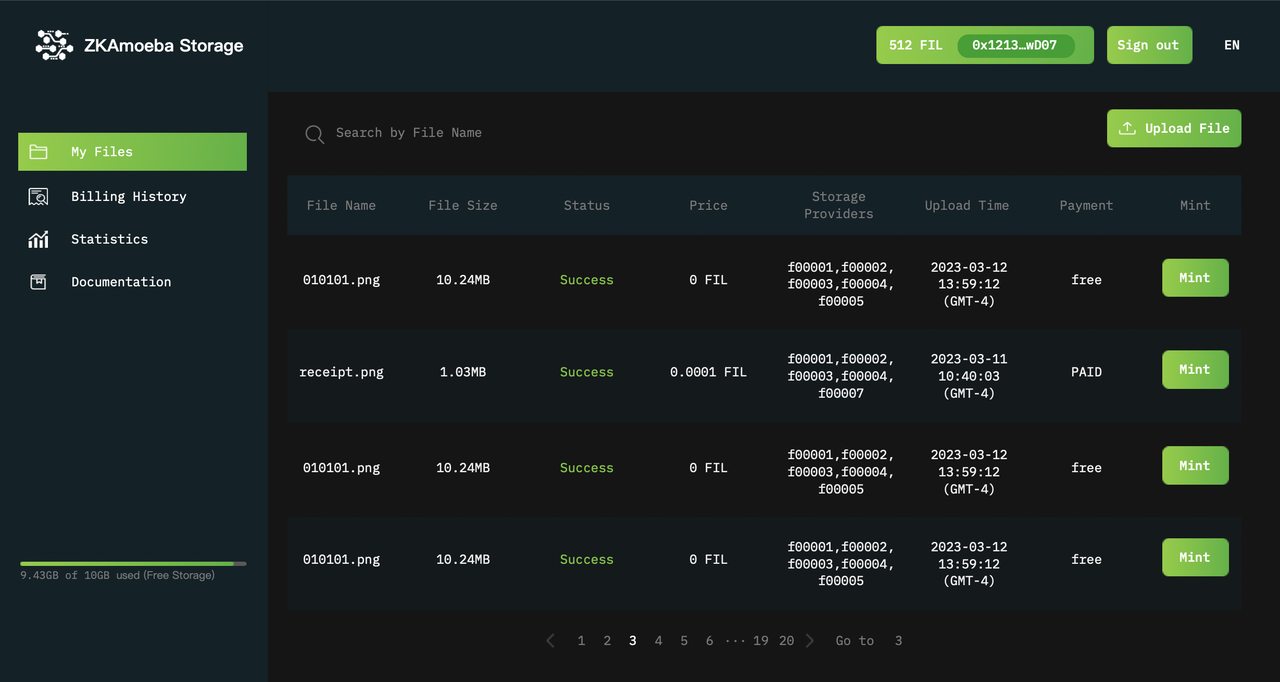 ZKAmoeba Storage
512 FIL 0x1213…wD07 Sign out EN
My Files
Billing History
Statistics
Documentation
9.43GB of 10GB used (Free Storage)
Search by File Name
Upload File
File Name File Size Status Price Storage Providers Upload Time Payment Mint
010101.png 10.24MB Success 0 FIL f00001,f00002, f00003,f00004, f00005 2023-03-12 13:59:12 (GMT-4) free Mint
receipt.png 1.03MB Success 0.0001 FIL f00001,f00002, f00003,f00004, f00007 2023-03-11 10:40:03 (GMT-4) PAID Mint
010101.png 10.24MB Success 0 FIL f00001,f00002, f00003,f00004, f00005 2023-03-12 13:59:12 (GMT-4) free Mint
010101.png 10.24MB Success 0 FIL f00001,f00002, f00003,f00004, f00005 2023-03-12 13:59:12 (GMT-4) free Mint
1 2 3 4 5 6 ··· 19 20 Go to 3